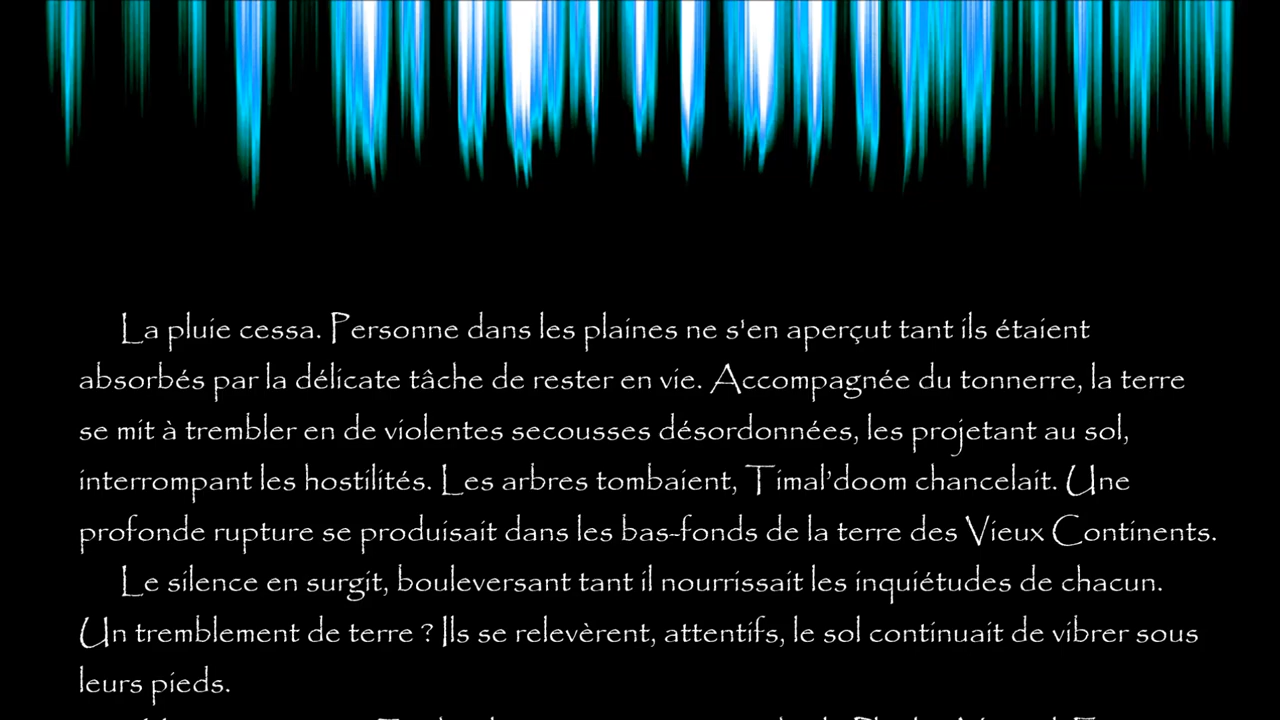 La pluie cessa. Personne dans les plaines ne s'en aperçut tant ils étaient
absorbés par la délicate tâche de rester en vie. Accompagnée du tonnerre, la terre
se mit à trembler en de violentes secousses désordonnées, les projetant au sol,
interrompant les hostilités. Les arbres tombaient, Timal'doom chancelait. Une
profonde rupture se produisait dans les bas-fonds de la terre des Vieux Continents.
Le silence en surgit, bouleversant tant il nourrissait les inquiétudes de chacun.
Un tremblement de terre ? Ils se relevèrent, attentifs, le sol continuait de vibrer sous
leurs pieds.